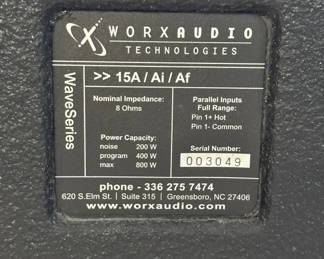 WORXAUDIO
TECHNOLOGIES
WaveSeries
>> 15A / Ai / Af
Nominal Impedance:
8 Ohms
Power Capacity:
noise 200 W
program 400 W
max 800 W
Parallel Inputs
Full Range:
Pin 1+ Hot
Pin 1- Common
Serial Number:
003049
phone - 336 275 7474
620 S.Elm St. | Suite 315 | Greensboro, NC 27406
www.worxaudio.com